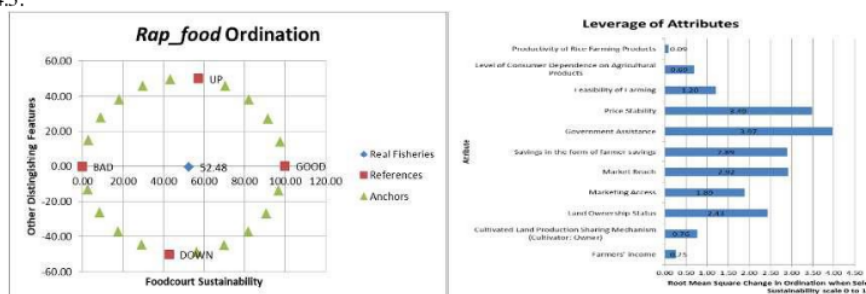 Rap_food Ordination
60.00
UP
40.00
20.00
0.00
BAD
52.48
GOOD
0.00 20.00 40.00 60.00 80.00 100.00 120.00
-20.00
-40.00
DOWN
-60.00
Other Distingishing Features
Foodcourt Sustainability
Real Fisheries
References
Anchors
Leverage of Attributes
Productivity of Rice Farming Products
0.09
Level of Consumer Dependence on Agricultural
Products
0.69
Feasibility of Farming
1.20
Price Stability
3.49
Government Assistance
3.97
Savings in the form of farmer savings
2.89
Market Reach
2.92
Marketing Access
1.89
Land Ownership Status
2.43
Cultivated Land Production Sharing Mechanism
(Cultivator: Owner)
0.76
Farmers' Income
0.25
Attribute
0.00 0.50 1.00 1.50 2.00 2.50 3.00 3.50 4.00 4.50
Root Mean Square Change in Ordination when
Sustainability scale 0 to